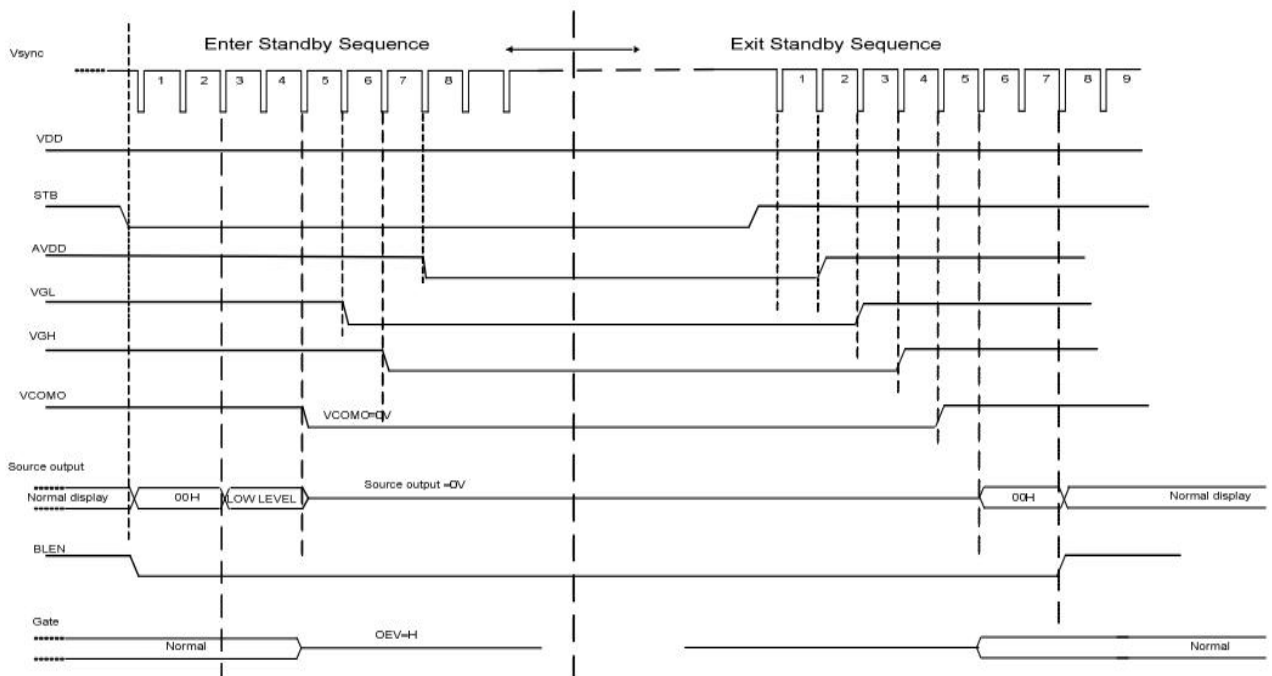 Enter Standby Sequence
Exit Standby Sequence
Vsync
1 2 3 4 5 6 7 8
1 2 3 4 5 6 7 8 9
VDD
STB
AVDD
VGL
VGH
VCOMO
VCOMO=0V
Source output
Normal display
00H
LOW LEVEL
Source output =0V
00H
Normal display
BLEN
Gate
Normal
OEV=H
Normal